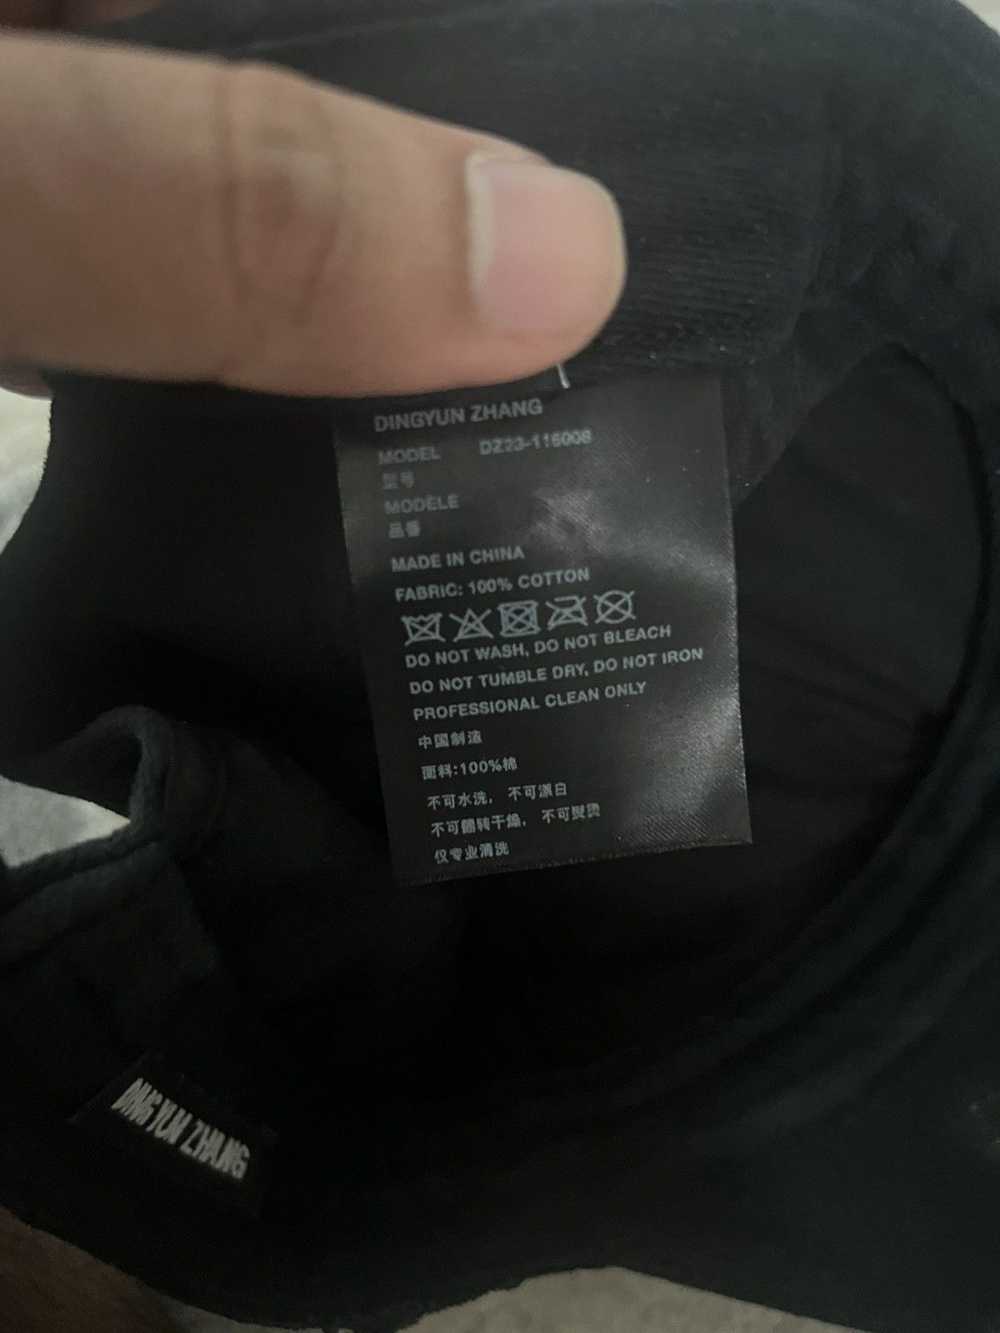 DINGYUN ZHANG
MODEL DZ23-116008
型号
MODÈLE
品番
MADE IN CHINA
FABRIC: 100% COTTON
DO NOT WASH, DO NOT BLEACH
DO NOT TUMBLE DRY, DO NOT IRON
PROFESSIONAL CLEAN ONLY
中国制造
面料:100%棉
不可水洗，不可漂白
不可翻转干燥，不可熨烫
仅专业清洗
DINGYUN ZHANG